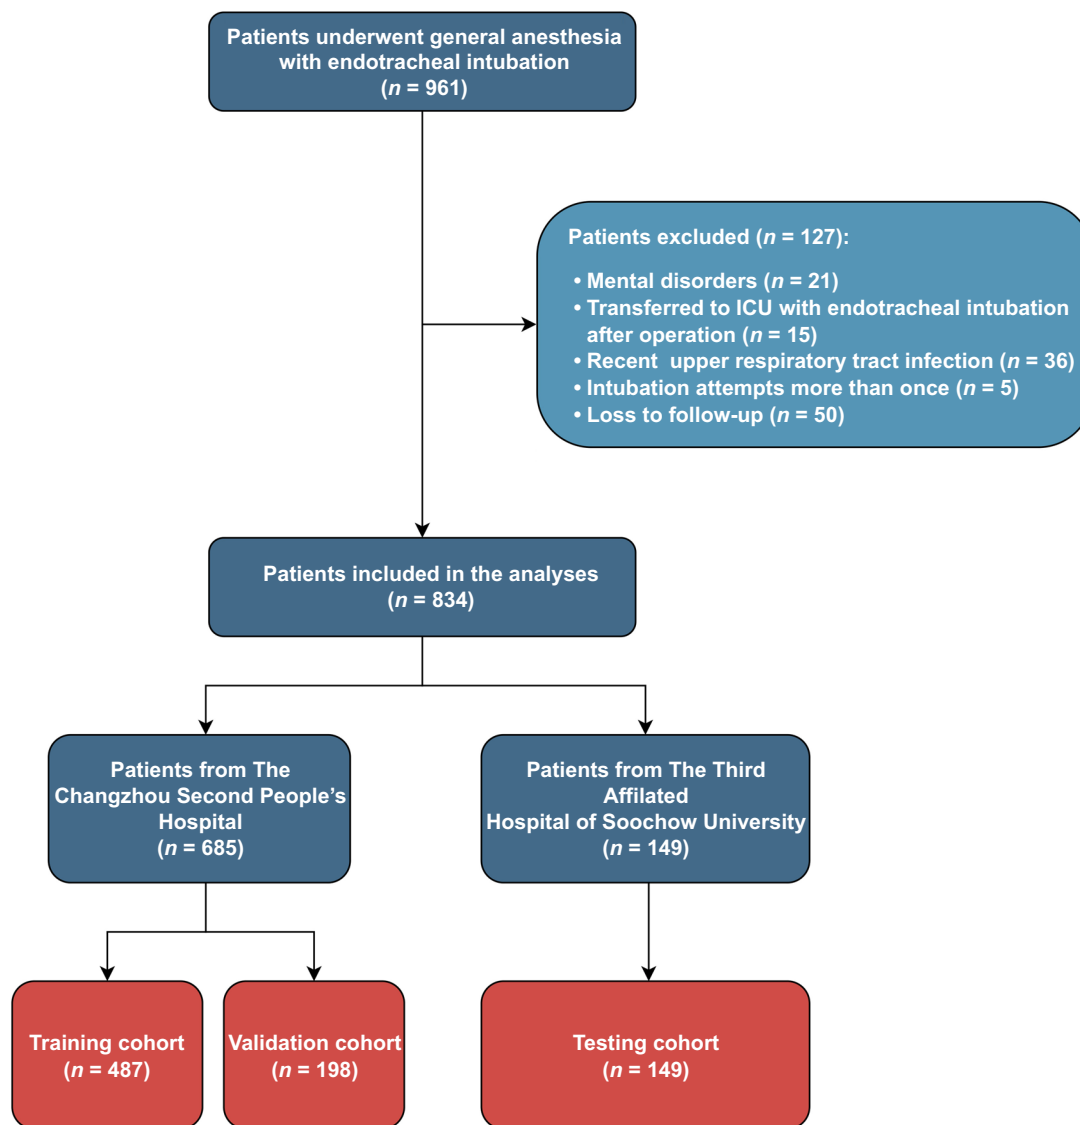 Patients underwent general anesthesia
with endotracheal intubation
(n = 961)
Patients excluded (n = 127):
• Mental disorders (n = 21)
• Transferred to ICU with endotracheal intubation
after operation (n = 15)
• Recent upper respiratory tract infection (n = 36)
• Intubation attempts more than once (n = 5)
• Loss to follow-up (n = 50)
Patients included in the analyses
(n = 834)
Patients from The
Changzhou Second People’s
Hospital
(n = 685)
Patients from The Third
Affilated
Hospital of Soochow University
(n = 149)
Training cohort
(n = 487)
Validation cohort
(n = 198)
Testing cohort
(n = 149)